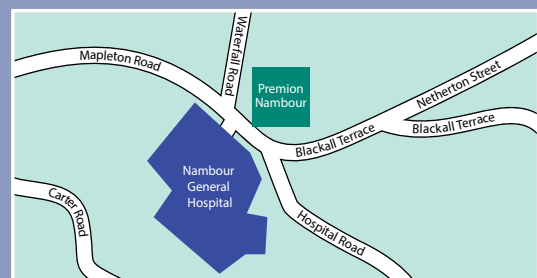 Mapleton Road
Waterfall Road
Premion
Nambour
Netherton Street
Blackall Terrace
Blackall Terrace
Nambour
General
Hospital
Carter Road
Hospital Road